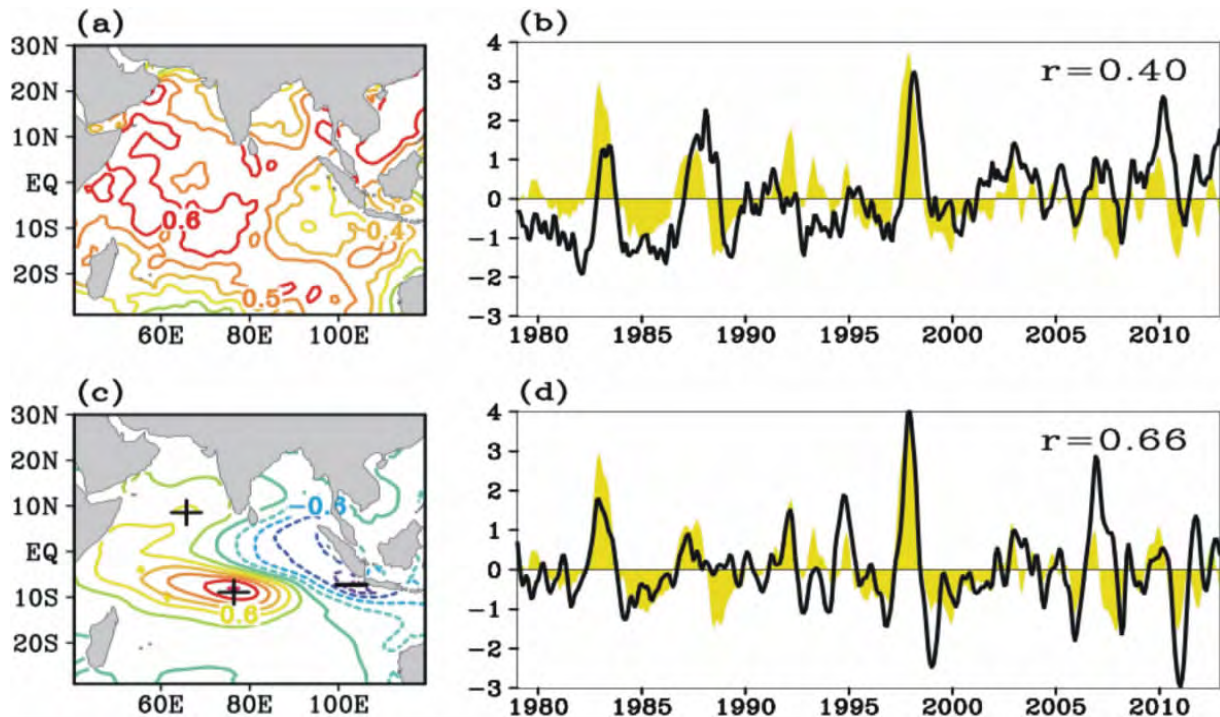 (a)
30N
20N
10N
EQ
10S
20S
0.6
0.4
0.5
60E
80E
100E
(b)
4
3
2
1
0
-1
-2
-3
r=0.40
1980
1985
1990
1995
2000
2005
2010
(c)
30N
20N
10N
EQ
10S
20S
-0.6
0.6
60E
80E
100E
(d)
4
3
2
1
0
-1
-2
-3
r=0.66
1980
1985
1990
1995
2000
2005
2010